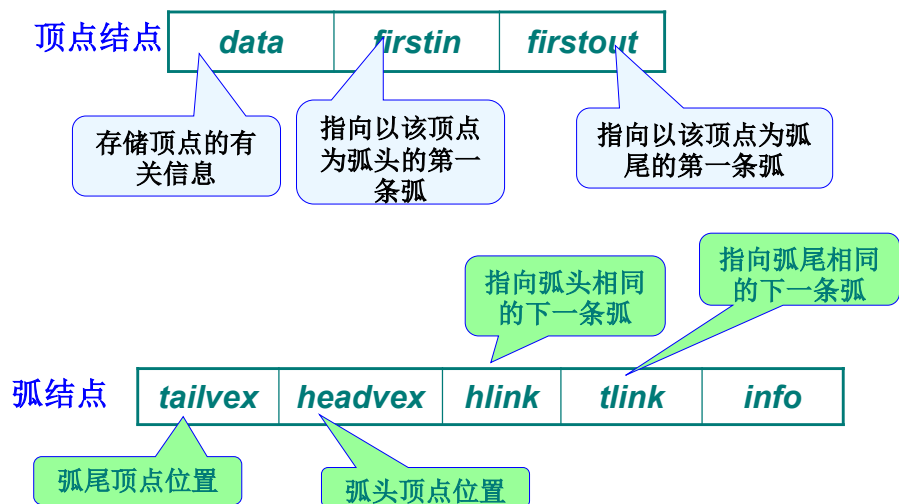 顶点结点 data firstin firstout
存储顶点的有
关信息
指向以该顶点
为弧头的第一
条弧
指向以该顶点为弧
尾的第一条弧
指向弧头相同
的下一条弧
指向弧尾相同
的下一条弧
弧结点 tailvex headvex hlink tlink info
弧尾顶点位置
弧头顶点位置